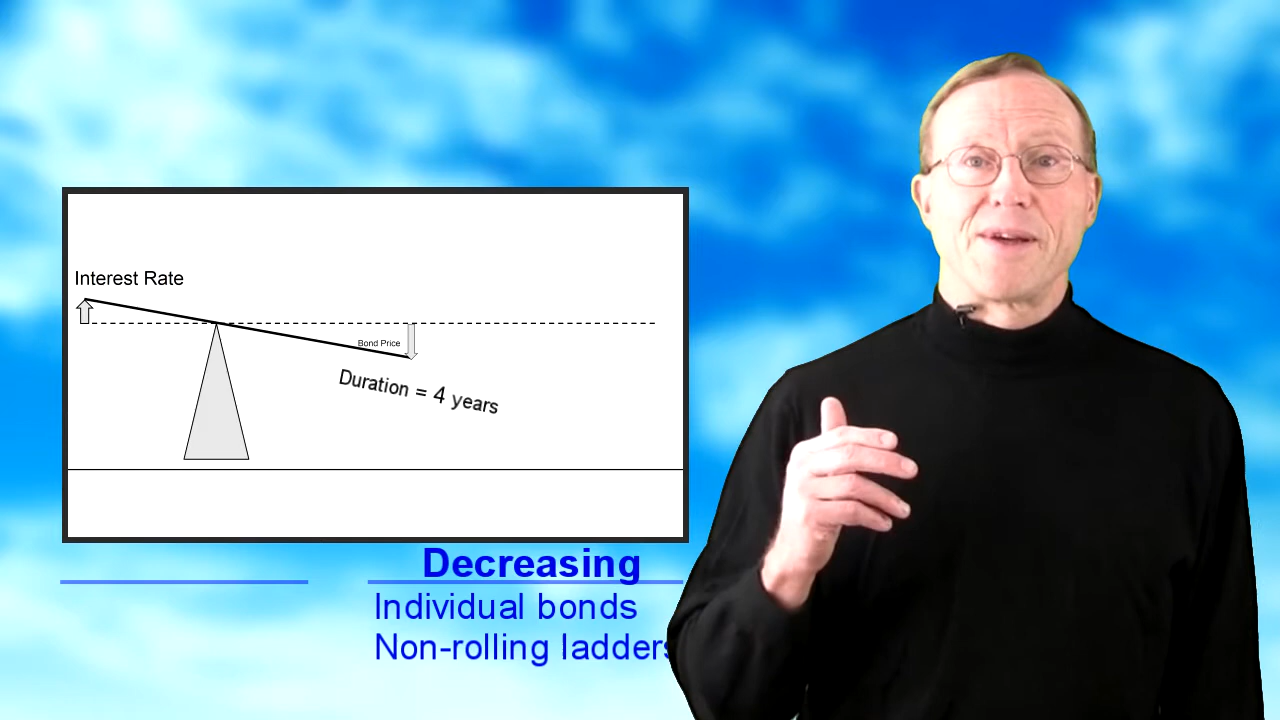 Interest Rate
Bond Price
Duration = 4 years
Decreasing
Individual bonds
Non-rolling ladders